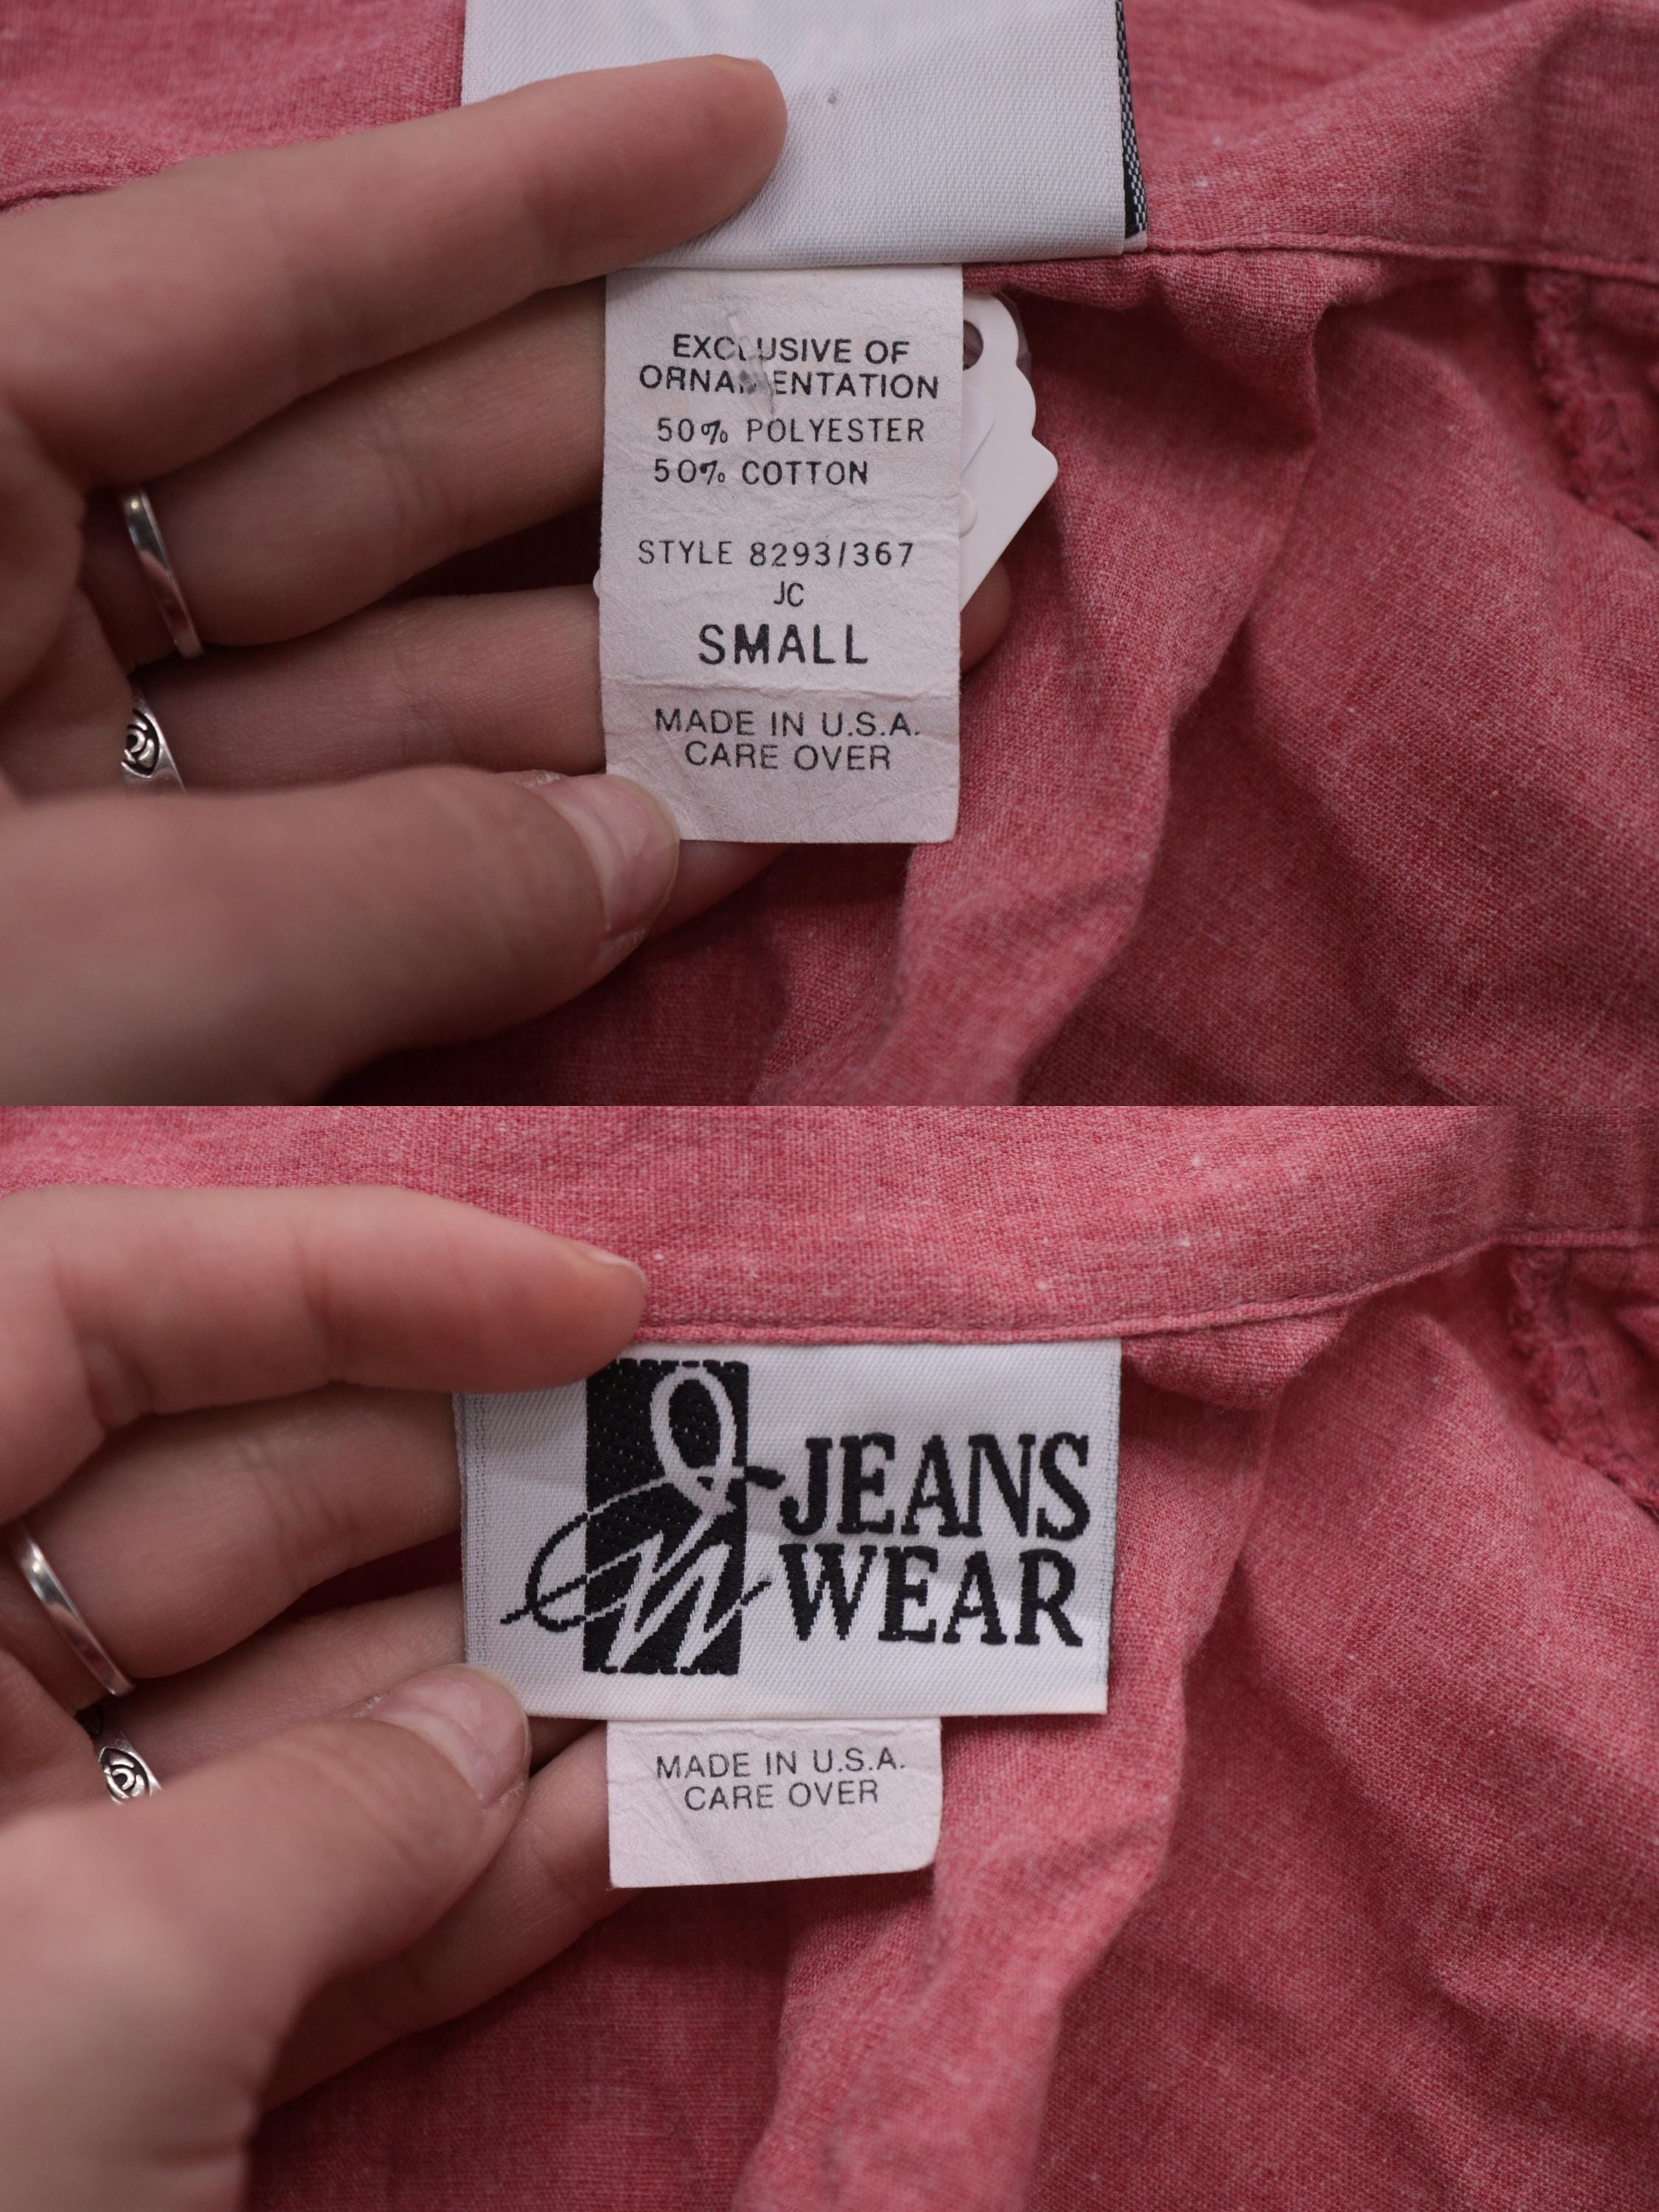 EXCLUSIVE OF
ORNAMENTATION
50% POLYESTER
50% COTTON
STYLE 8293/367
JC
SMALL
MADE IN U.S.A.
CARE OVER
JEANS
WEAR
MADE IN U.S.A.
CARE OVER